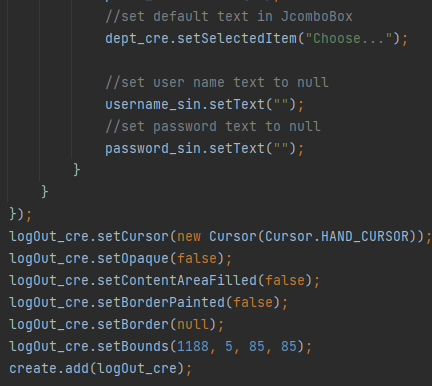 //set default text in JcomboBox
dept_cre.setSelectedItem("Choose...");
//set user name text to null
username_sin.setText("");
//set password text to null
password_sin.setText("");
}
}
});
logOut_cre.setCursor(new Cursor(Cursor.HAND_CURSOR));
logOut_cre.setOpaque(false);
logOut_cre.setContentAreaFilled(false);
logOut_cre.setBorderPainted(false);
logOut_cre.setBorder(null);
logOut_cre.setBounds(1188, 5, 85, 85);
create.add(logOut_cre);